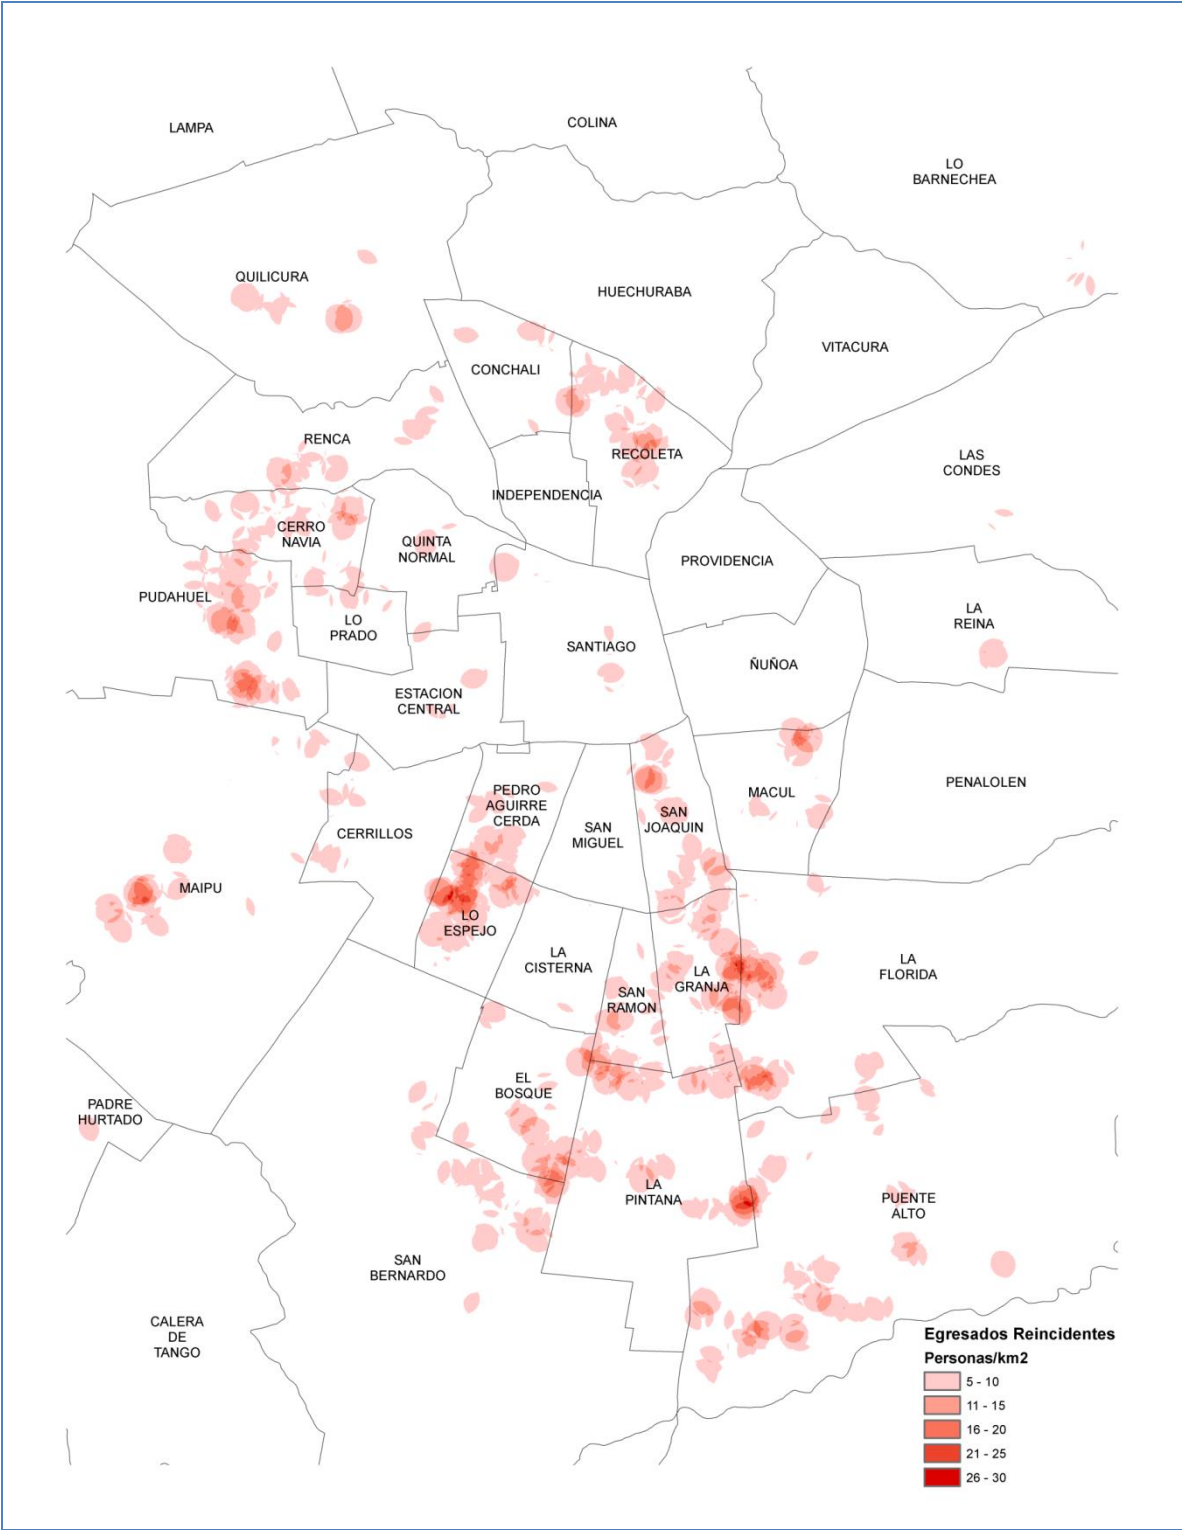 LAMPA
COLINA
LO
BARNECHEA
QUILICURA
HUECHURABA
VITACURA
CONCHALI
RENCA
RECOLETA
LAS
CONDES
INDEPENDENCIA
CERRO
NAVIA
QUINTA
NORMAL
PROVIDENCIA
PUDAHUEL
LO
PRADO
LA
REINA
SANTIAGO
ÑUÑOA
ESTACION
CENTRAL
PEDRO
AGUIRRE
CERDA
MACUL
PENALOLEN
CERRILLOS
SAN
MIGUEL
SAN
JOAQUIN
MAIPU
LO
ESPEJO
LA
CISTERNA
LA
GRANJA
LA
FLORIDA
SAN
RAMON
EL
BOSQUE
PADRE
HURTADO
LA
PINTANA
PUENTE
ALTO
SAN
BERNARDO
CALERA
DE
TANGO
Egresados Reincidentes
Personas/km2
5 - 10
11 - 15
16 - 20
21 - 25
26 - 30